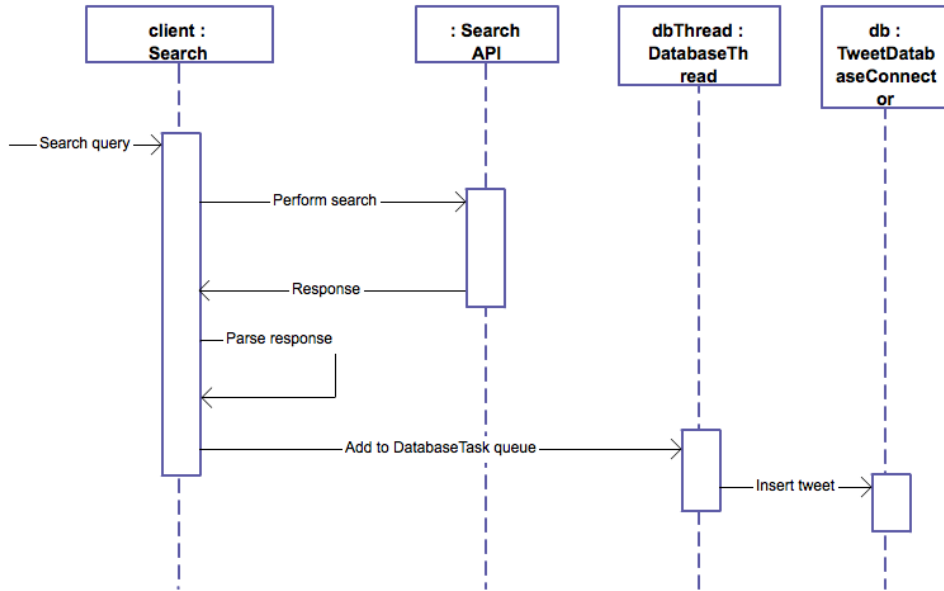 client :
Search
: Search
API
dbThread :
DatabaseTh
read
db :
TweetDatab
aseConnect
or
Search query
Perform search
Response
Parse response
Add to DatabaseTask queue
Insert tweet